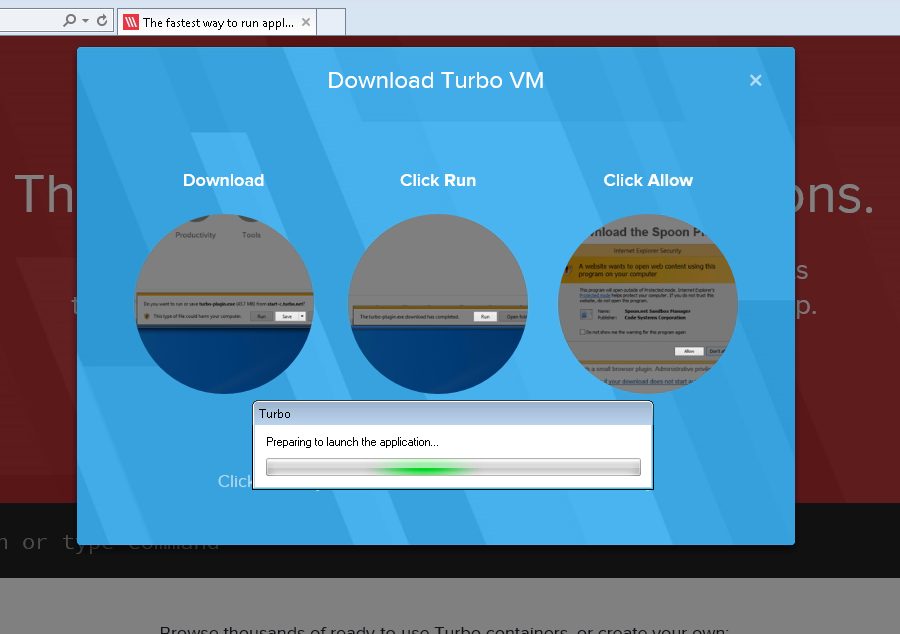 The fastest way to run appl...
Download Turbo VM
Th
ons.
Download
Click Run
Click Allow
Productivity
Tools
Do you want to run or save turbo-plugin.exe (43.7 MB) from start-c.turbo.net?
This type of file could harm your computer.
Run
Save
The turbo-plugin.exe download has completed.
Run
Open fold
nload the Spoon Pl
Internet Explorer Security
A website wants to open web content using this
program on your computer
This program will open outside of Protected mode. Internet Explorer's
Protected mode helps protect your computer. If you do not trust this
website, do not open this program.
Name: Spoon.net Sandbox Manager
Publisher: Code Systems Corporation
Do not show me the warning for this program again
Allow
Don't al
a small browser plugin. Administrative privil
your download does not start
s
t
p.
Turbo
Preparing to launch the application...
Click
n or type command
Browse thousands of ready to use Turbo containers, or create your own: